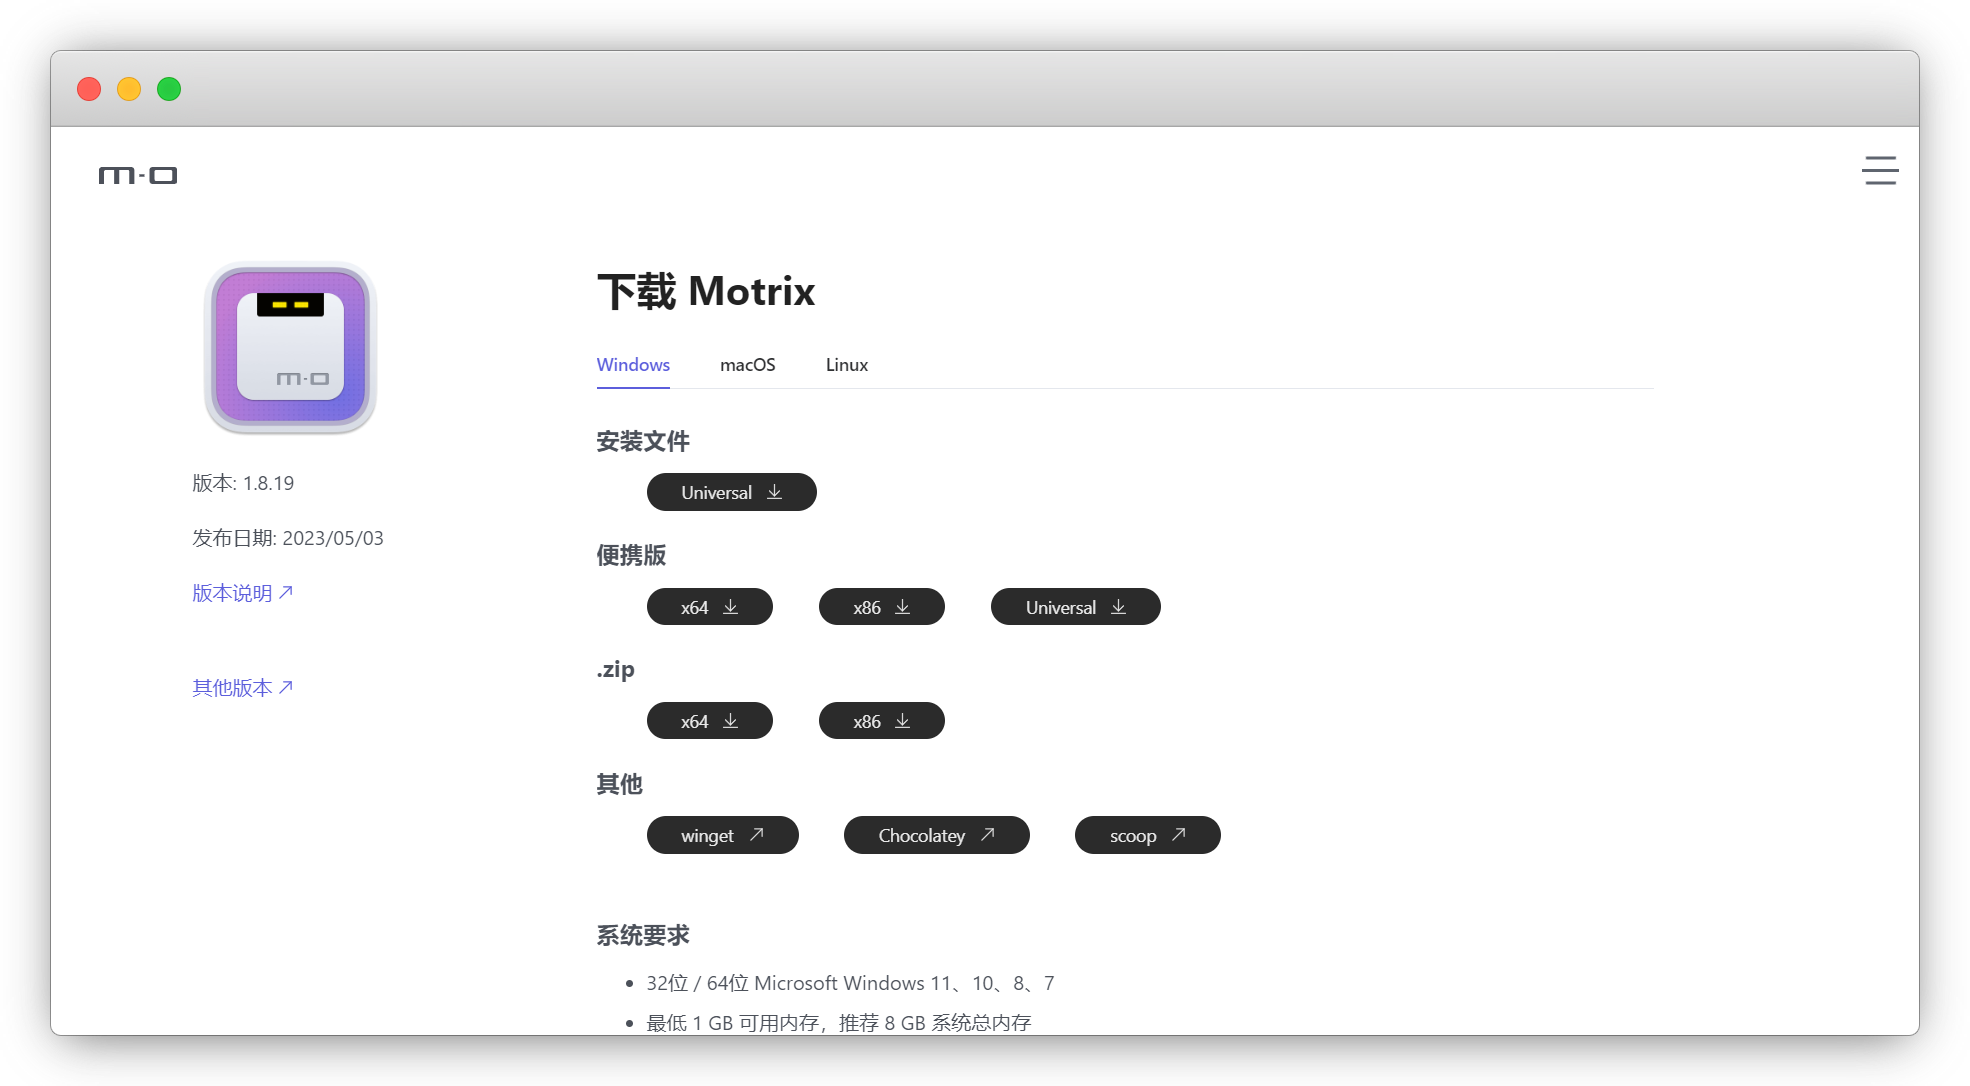 m-o
m-o
版本: 1.8.19
发布日期: 2023/05/03
版本说明
其他版本
下载 Motrix
Windows macOS Linux
安装文件
Universal
便携版
x64 x86 Universal
.zip
x64 x86
其他
winget Chocolatey scoop
系统要求
• 32位 / 64位 Microsoft Windows 11、10、8、7
• 最低 1 GB 可用内存，推荐 8 GB 系统总内存